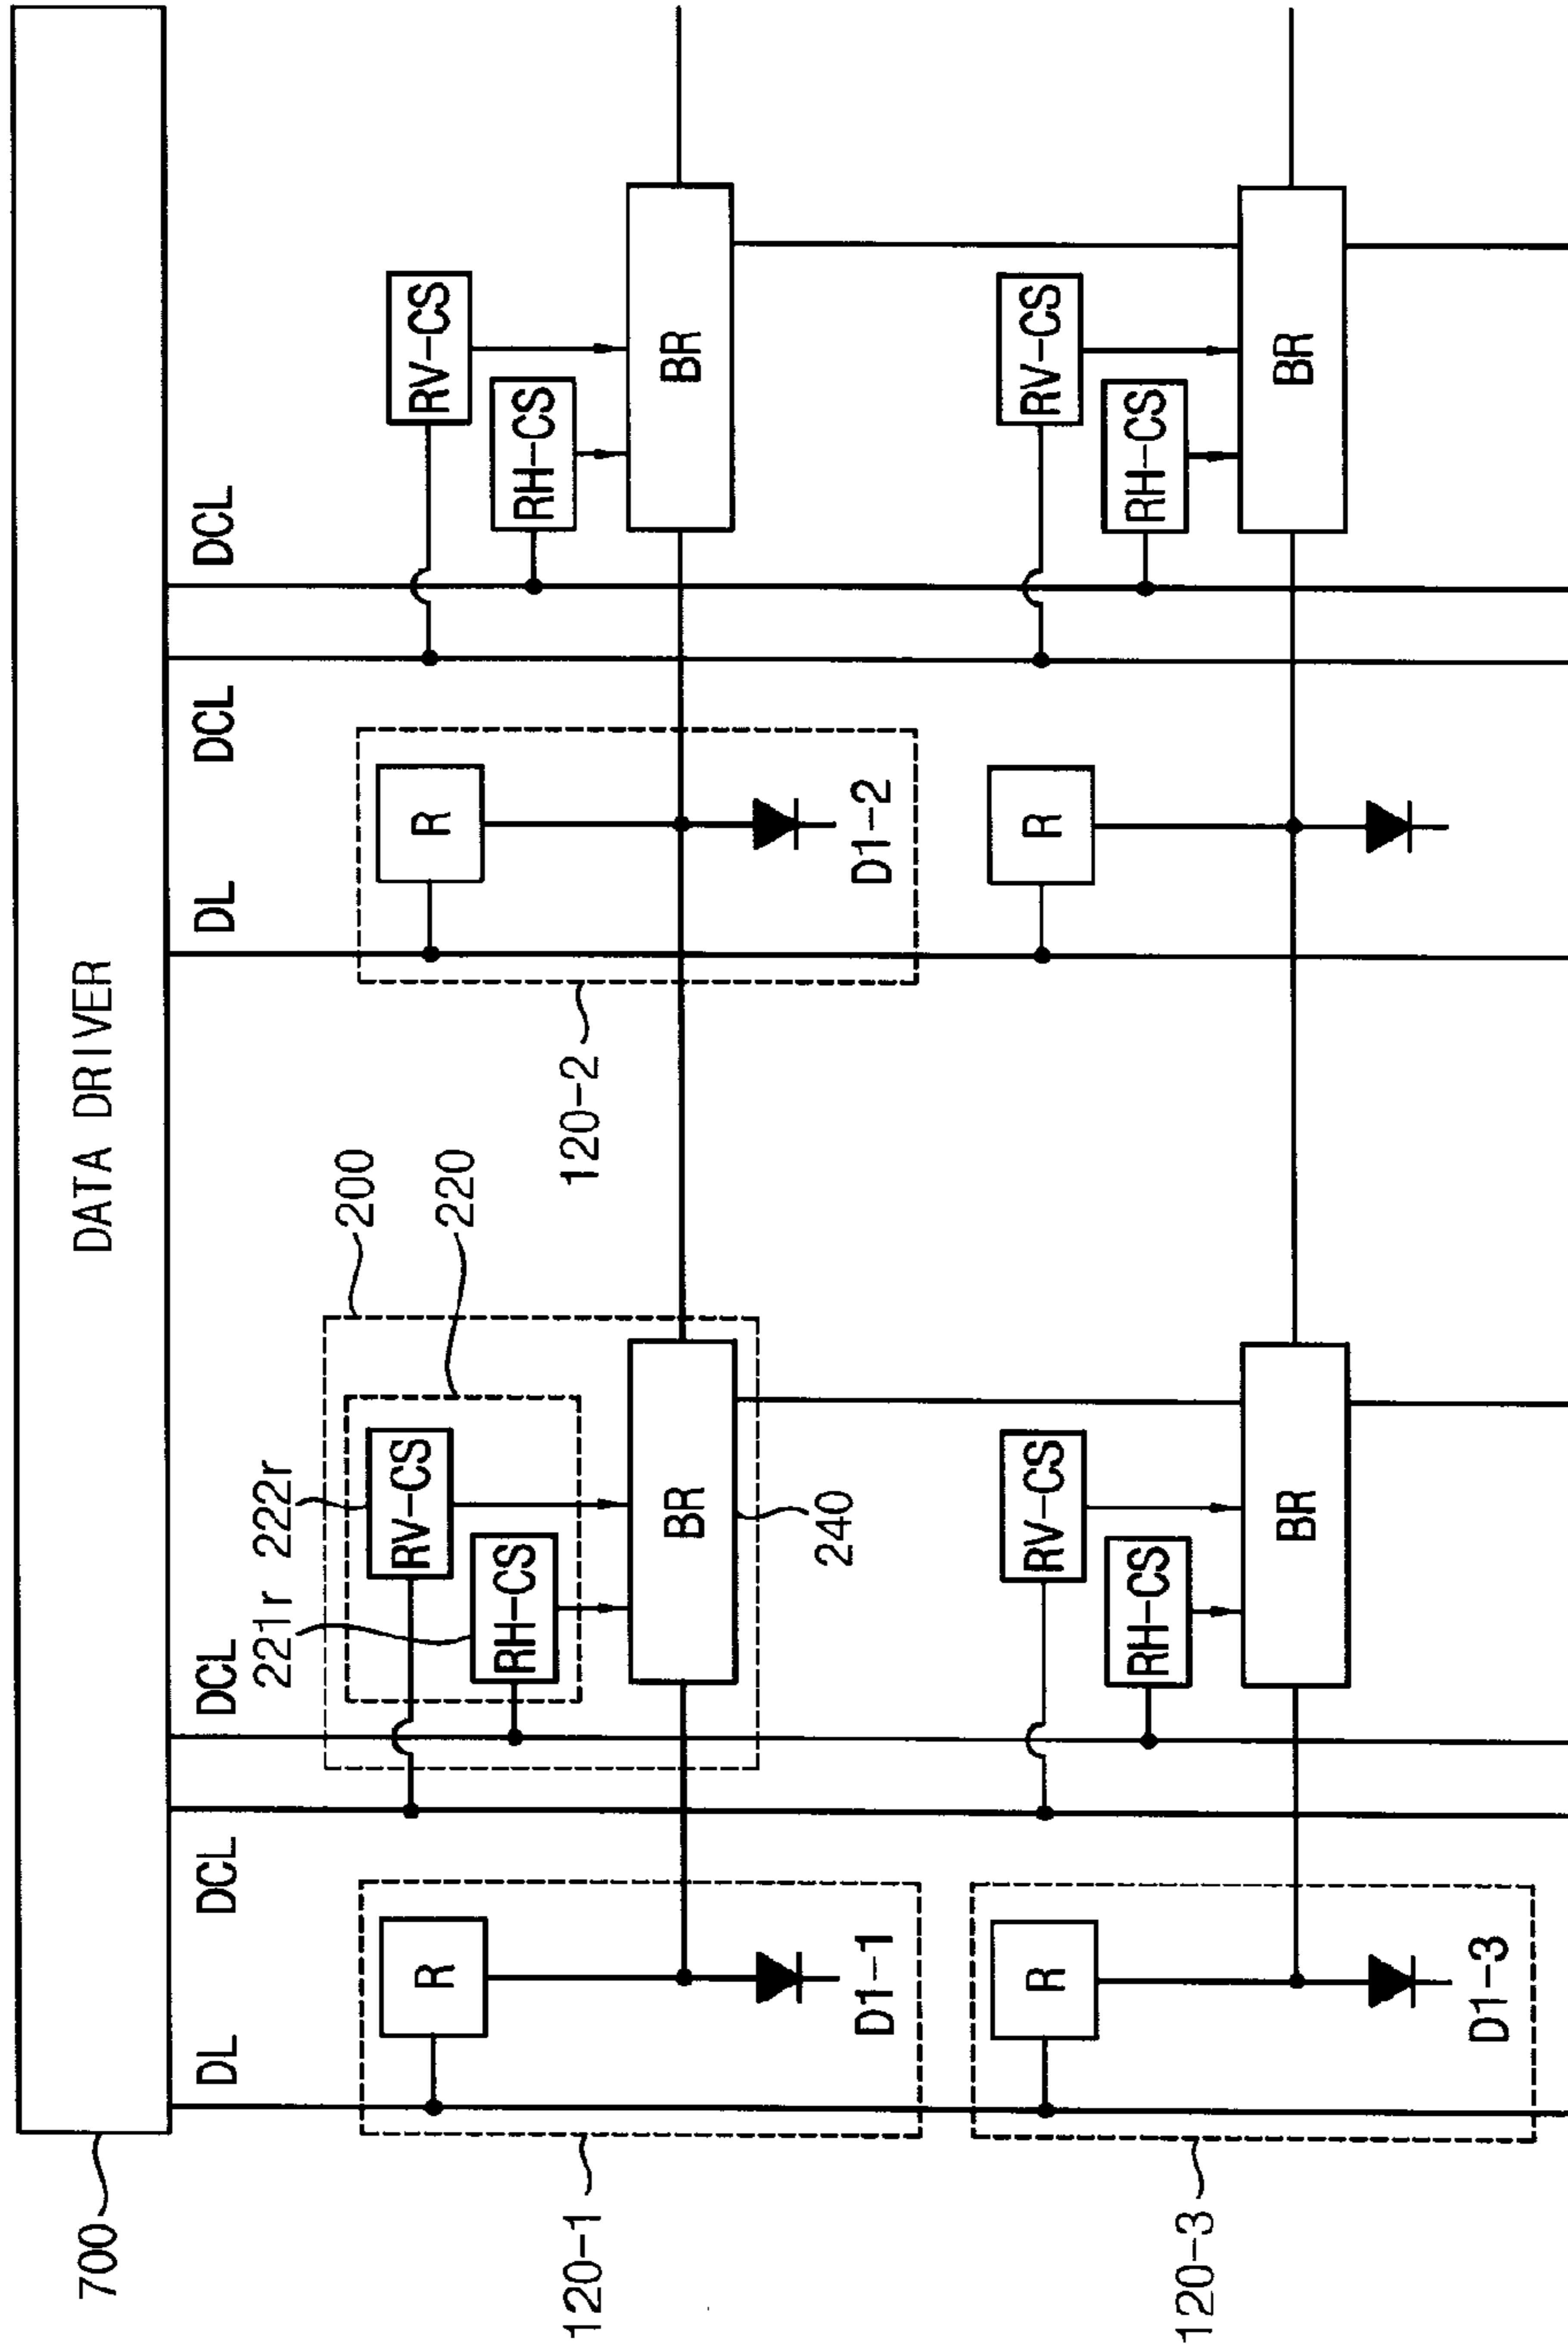 700
DATA DRIVER
DL
DCL
DCL
DL
DCL
DCL
221r
222r
200
R
RV-CS
R
RV-CS
220
RH-CS
RH-CS
120-1
120-2
BR
BR
240
D1-1
D1-2
R
RV-CS
R
RV-CS
RH-CS
RH-CS
120-3
BR
BR
D1-3